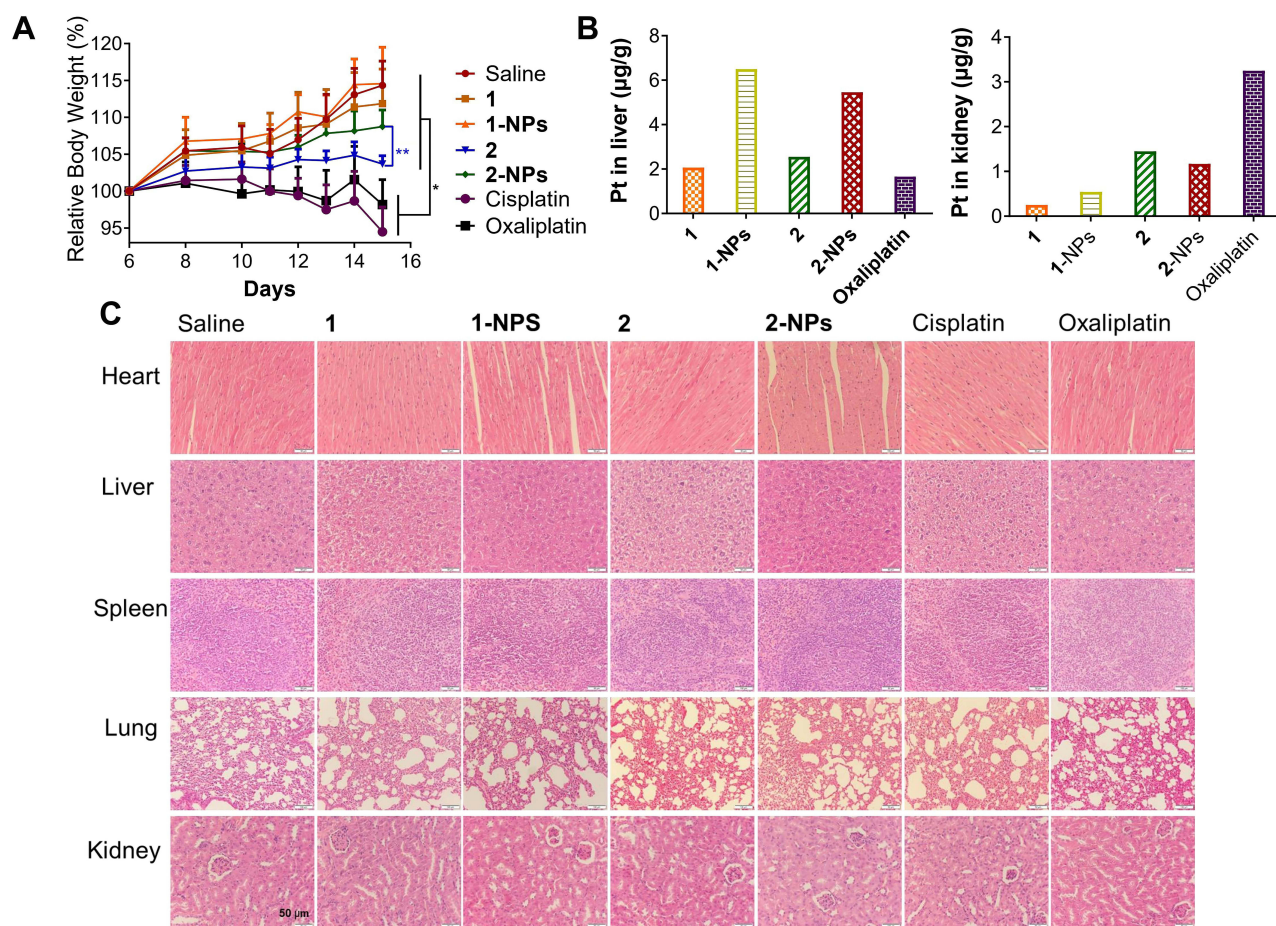 A
Relative Body Weight (%)
120
115
110
105
100
95
6
8
10
12
14
16
Days
**
*
Saline
1
1-NPs
2
2-NPs
Cisplatin
Oxaliplatin
B
Pt in liver (µg/g)
8
6
4
2
0
1
1-NPs
2
2-NPs
Oxaliplatin
Pt in kidney (µg/g)
4
3
2
1
0
1
1-NPs
2
2-NPs
Oxaliplatin
C
Saline 1 1-NPS 2 2-NPs Cisplatin Oxaliplatin
Heart
Liver
Spleen
Lung
Kidney
50 µm